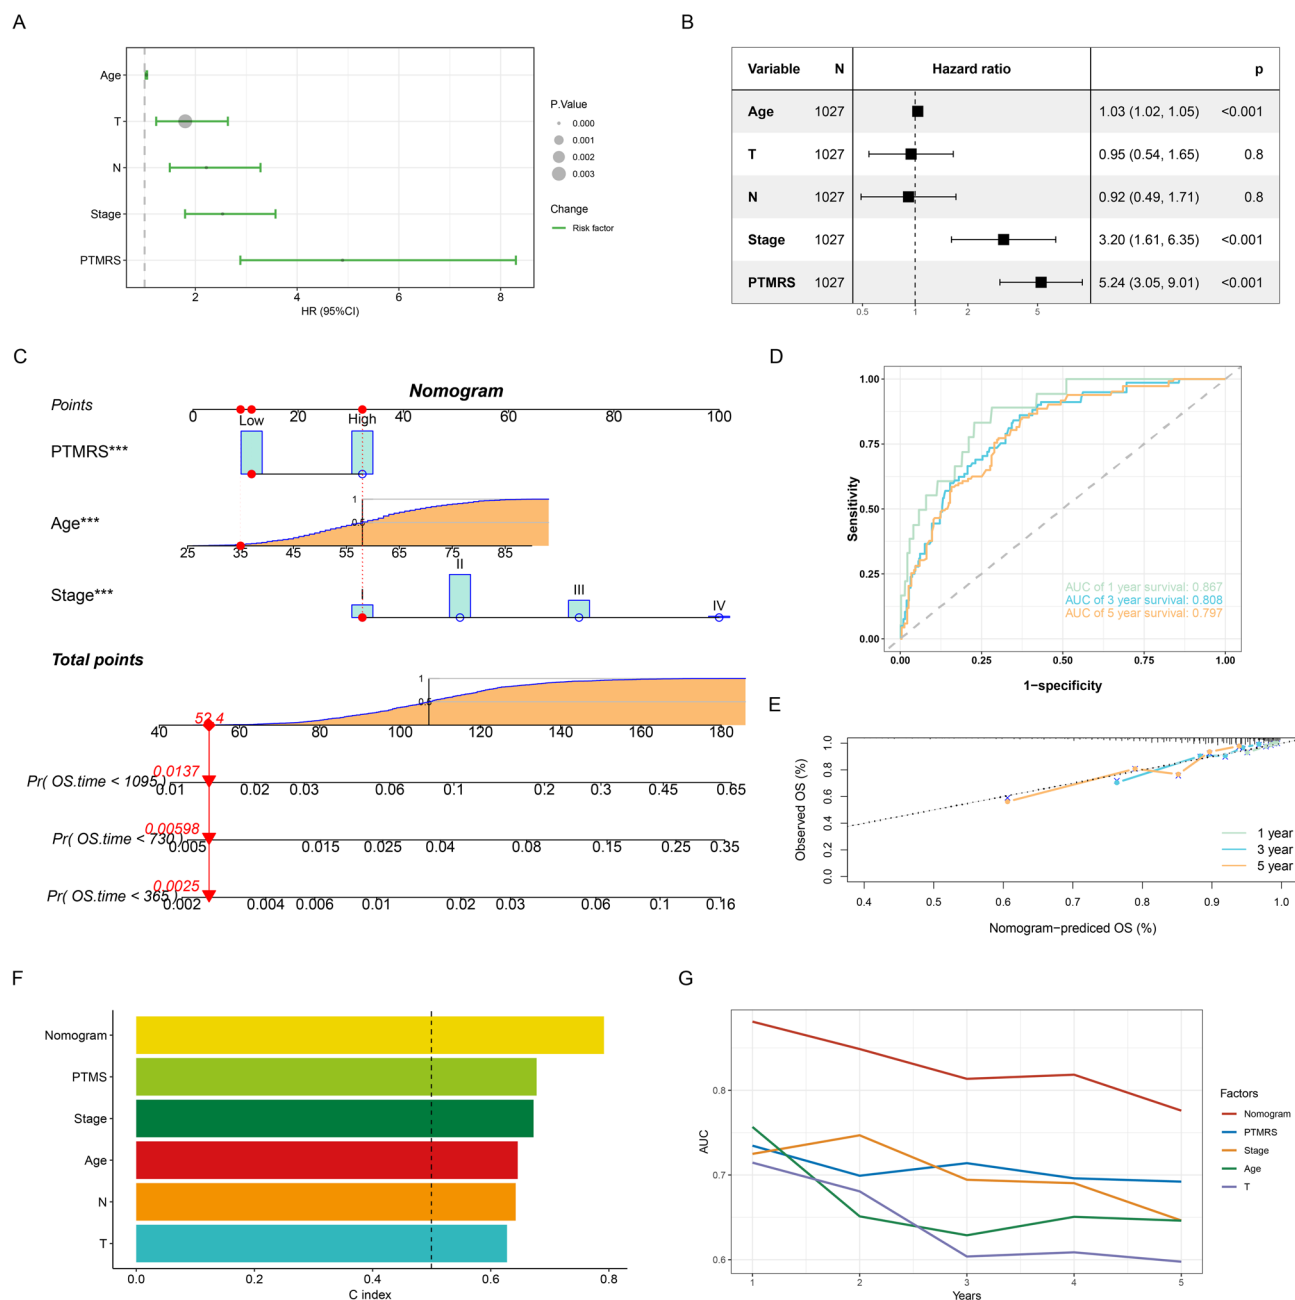 A
Age
T
N
Stage
PTMRS
2 4 6 8
HR (95%CI)
P.Value
0.000
0.001
0.002
0.003
Change
Risk factor
B
Variable N Hazard ratio p
Age 1027 1.03 (1.02, 1.05) <0.001
T 1027 0.95 (0.54, 1.65) 0.8
N 1027 0.92 (0.49, 1.71) 0.8
Stage 1027 3.20 (1.61, 6.35) <0.001
PTMRS 1027 5.24 (3.05, 9.01) <0.001
0.5 1 2 5
C
Nomogram
Points
0 20 40 60 80 100
Low High
PTMRS***
1
0.5
Age***
25 35 45 55 65 75 85
Stage***
I II III IV
Total points
1
0.5
52.4
40 60 80 100 120 140 160 180
0.0137
Pr( OS.time < 1095 )
0.01 0.02 0.03 0.06 0.1 0.2 0.3 0.45 0.65
0.00598
Pr( OS.time < 730 )
0.005 0.015 0.025 0.04 0.08 0.15 0.25 0.35
0.0025
Pr( OS.time < 365 )
0.002 0.004 0.006 0.01 0.02 0.03 0.06 0.1 0.16
D
1.00
0.75
0.50
0.25
0.00
Sensitivity
AUC of 1 year survival: 0.867
AUC of 3 year survival: 0.808
AUC of 5 year survival: 0.797
0.00 0.25 0.50 0.75 1.00
1−specificity
E
Observed OS (%)
1.0
0.8
0.6
0.4
0.2
0.0
1 year
3 year
5 year
0.4 0.5 0.6 0.7 0.8 0.9 1.0
Nomogram−prediced OS (%)
F
Nomogram
PTMS
Stage
Age
N
T
0.0 0.2 0.4 0.6 0.8
C index
G
AUC
0.8
0.7
0.6
1 2 3 4 5
Years
Factors
Nomogram
PTMRS
Stage
Age
T